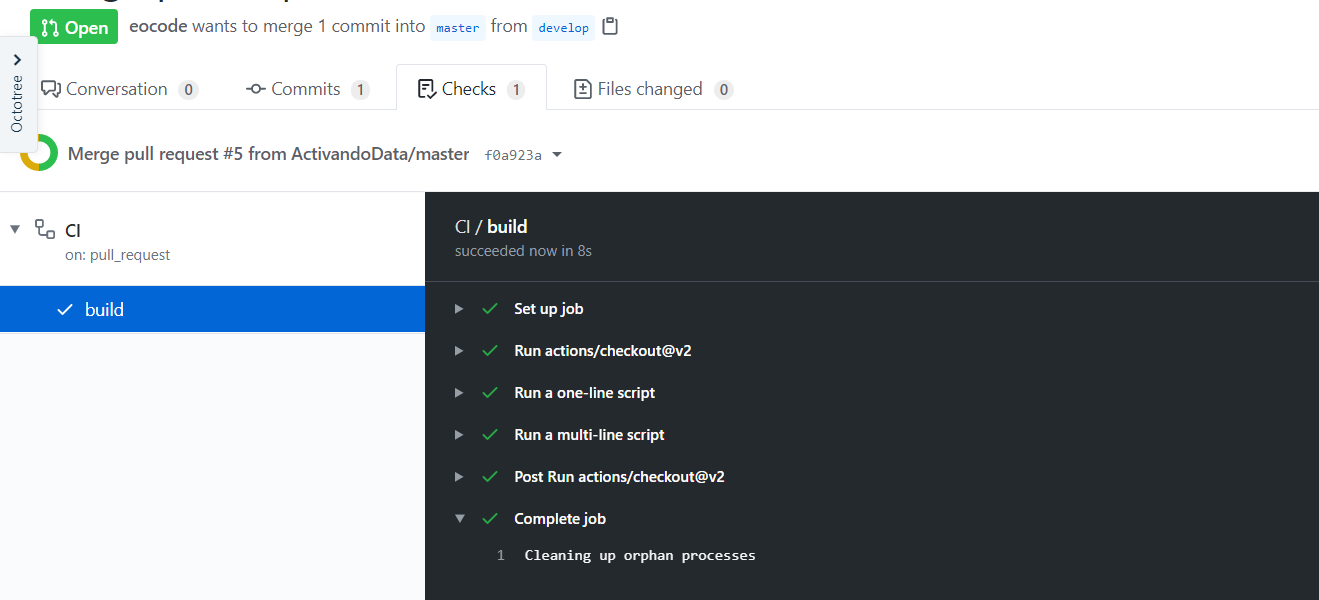 Open eocode wants to merge 1 commit into master from develop
Octotree
Conversation 0 Commits 1 Checks 1 Files changed 0
Merge pull request #5 from ActivandoData/master f0a923a
CI
on: pull_request
build
CI / build
succeeded now in 8s
Set up job
Run actions/checkout@v2
Run a one-line script
Run a multi-line script
Post Run actions/checkout@v2
Complete job
1 Cleaning up orphan processes